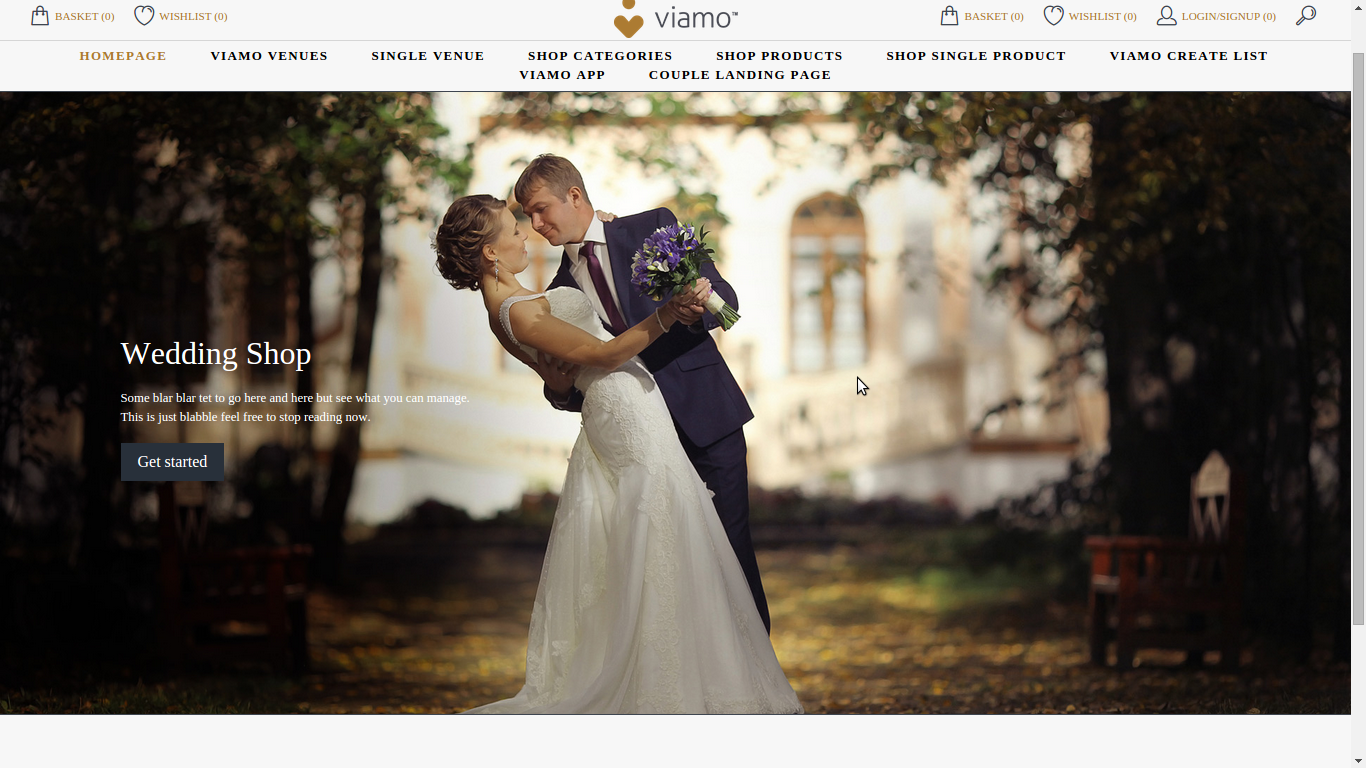 BASKET (0) WISHLIST (0) viamo™ BASKET (0) WISHLIST (0) LOGIN/SIGNUP (0)
HOMEPAGE VIAMO VENUES SINGLE VENUE SHOP CATEGORIES SHOP PRODUCTS SHOP SINGLE PRODUCT VIAMO CREATE LIST
VIAMO APP COUPLE LANDING PAGE
Wedding Shop
Some blar blar tet to go here and here but see what you can manage.
This is just blabble feel free to stop reading now.
Get started